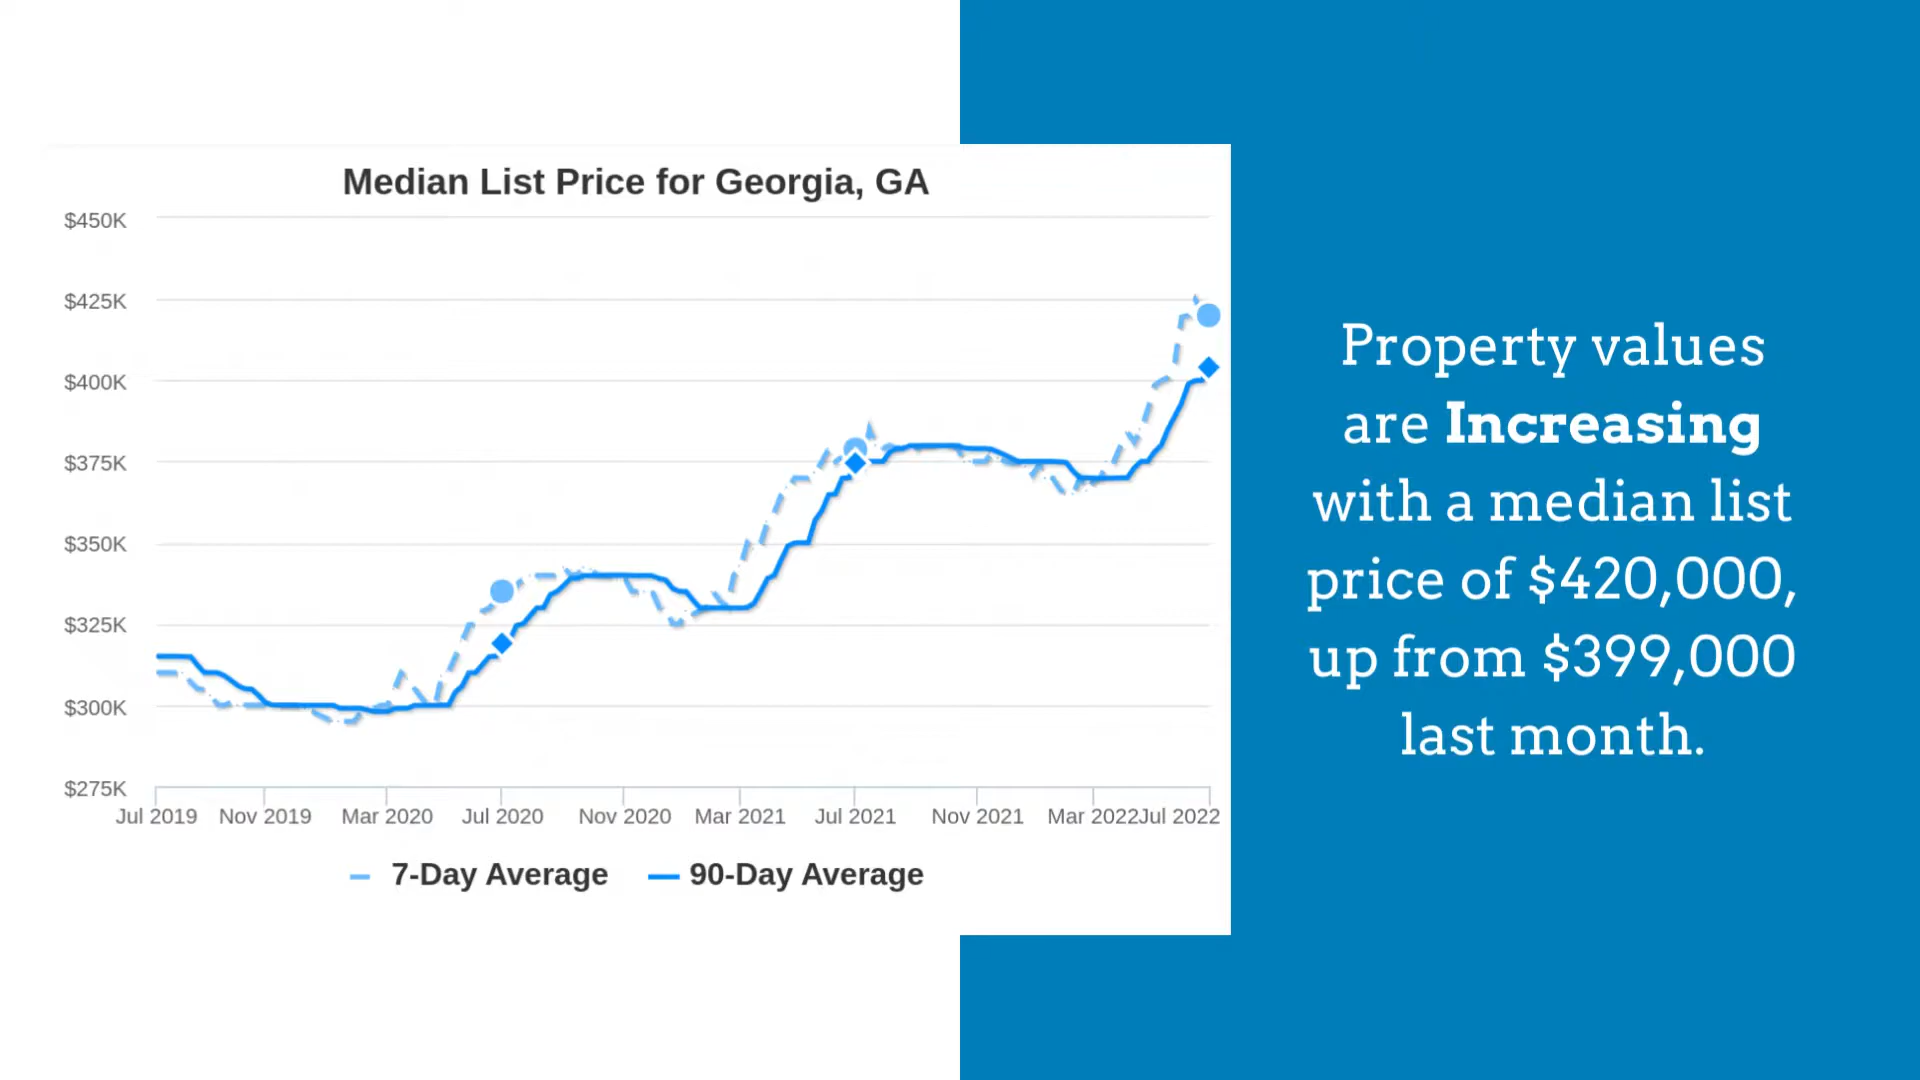 Median List Price for Georgia, GA
$450K
$425K
$400K
$375K
$350K
$325K
$300K
$275K
Jul 2019 Nov 2019 Mar 2020 Jul 2020 Nov 2020 Mar 2021 Jul 2021 Nov 2021 Mar 2022 Jul 2022
7-Day Average 90-Day Average
Property values
are Increasing
with a median list
price of $420,000,
up from $399,000
last month.